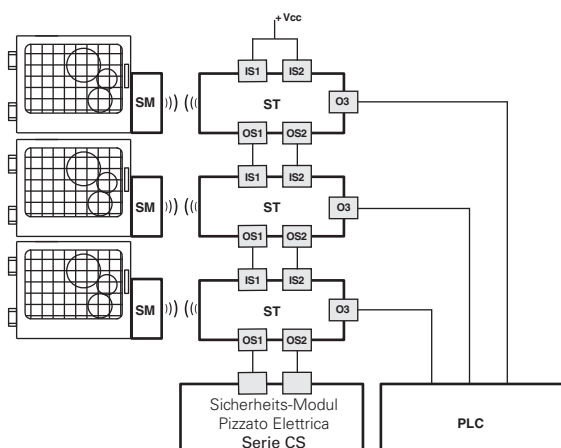 + Vcc
IS1 IS2
SM ST O3
OS1 OS2
IS1 IS2
SM ST O3
OS1 OS2
IS1 IS2
SM ST O3
OS1 OS2
Sicherheits-Modul
Pizzato Elettrica
Serie CS
PLC